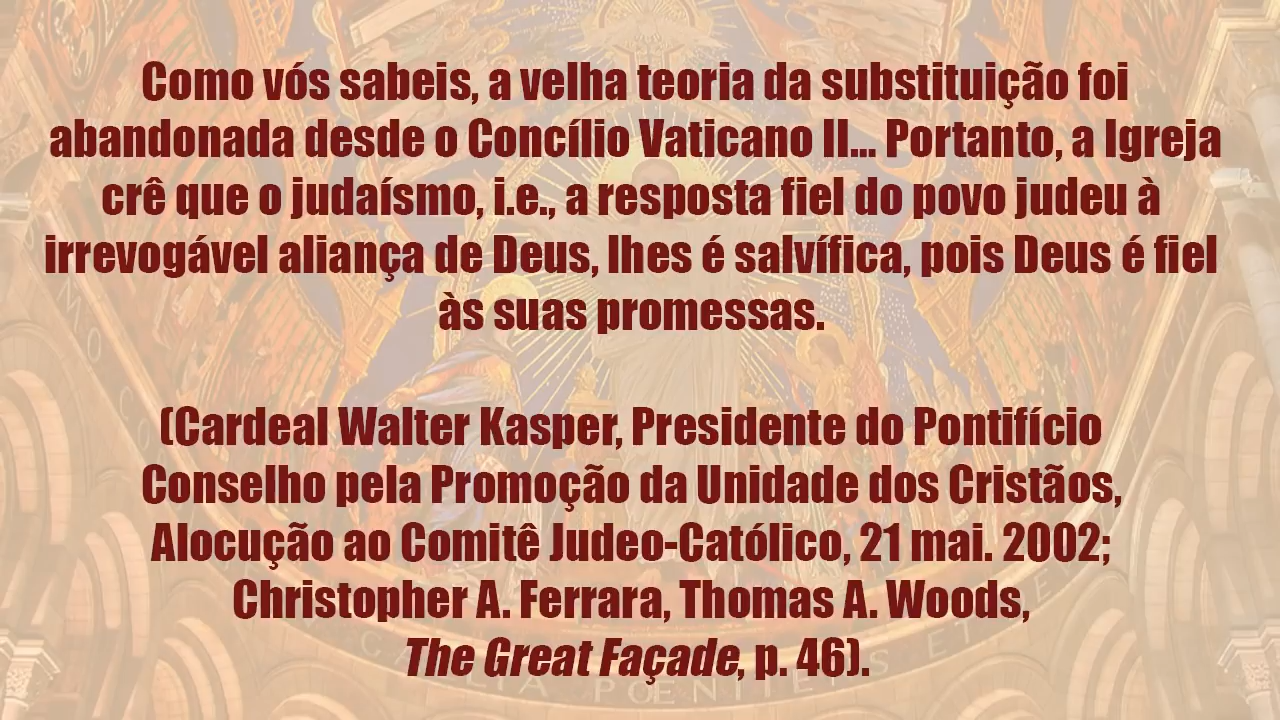 Como vós sabeis, a velha teoria da substituição foi
abandonada desde o Concílio Vaticano II... Portanto, a Igreja
crê que o judaísmo, i.e., a resposta fiel do povo judeu à
irrevogável aliança de Deus, lhes é salvífica, pois Deus é fiel
às suas promessas.
(Cardeal Walter Kasper, Presidente do Pontifício
Conselho pela Promoção da Unidade dos Cristãos,
Alocução ao Comitê Judeo-Católico, 21 mai. 2002;
Christopher A. Ferrara, Thomas A. Woods,
The Great Façade, p. 46).